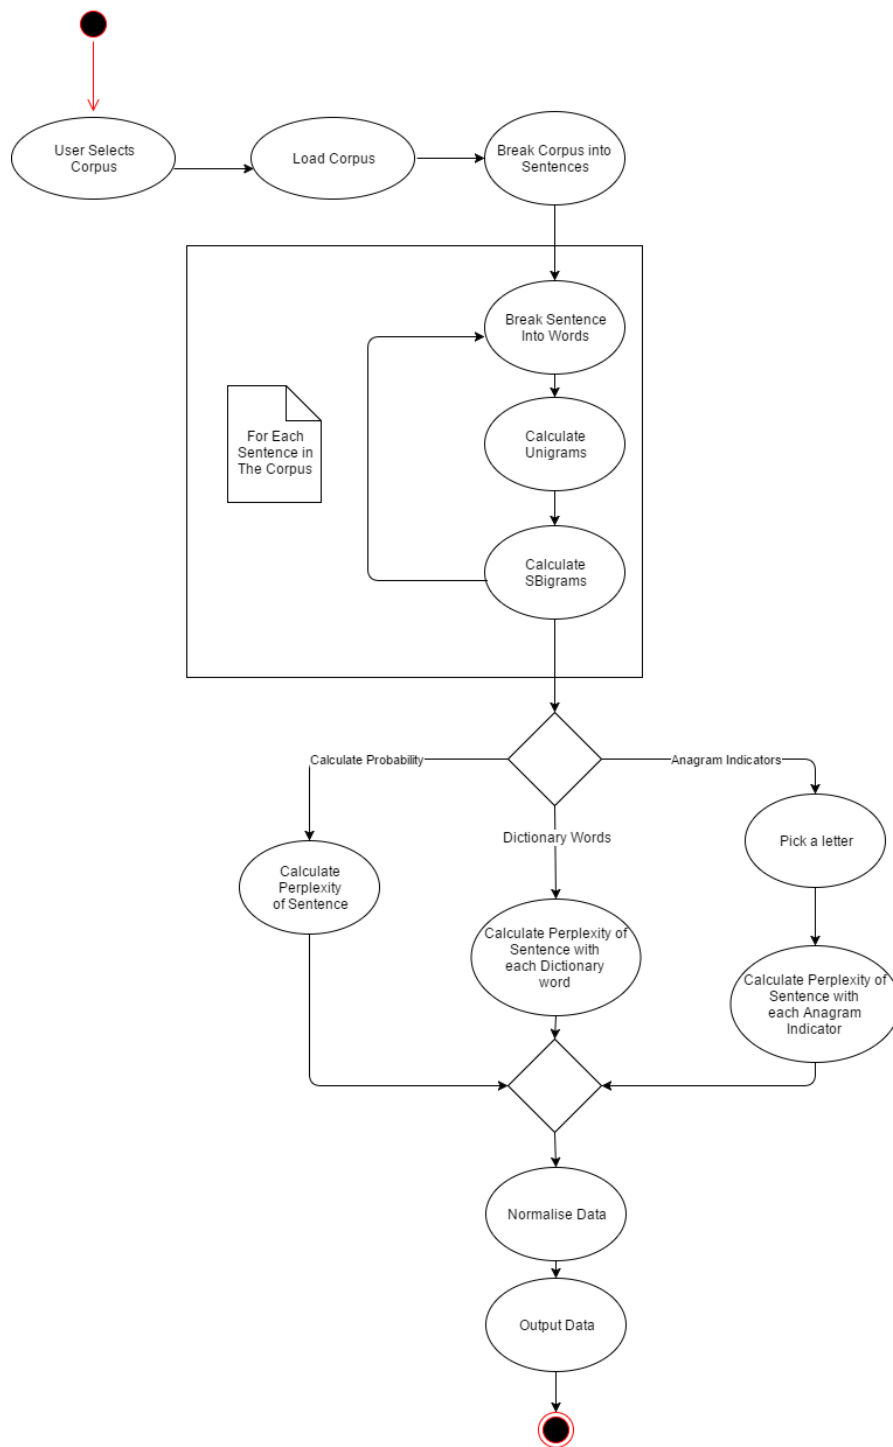 User Selects
Corpus
Load Corpus
Break Corpus into
Sentences
Break Sentence
Into Words
For Each
Sentence in
The Corpus
Calculate
Unigrams
Calculate
SBigrams
Calculate Probability
Anagram Indicators
Dictionary Words
Pick a letter
Calculate
Perplexity
of Sentence
Calculate Perplexity of
Sentence with
each Dictionary
word
Calculate Perplexity of
Sentence with
each Anagram
Indicator
Normalise Data
Output Data